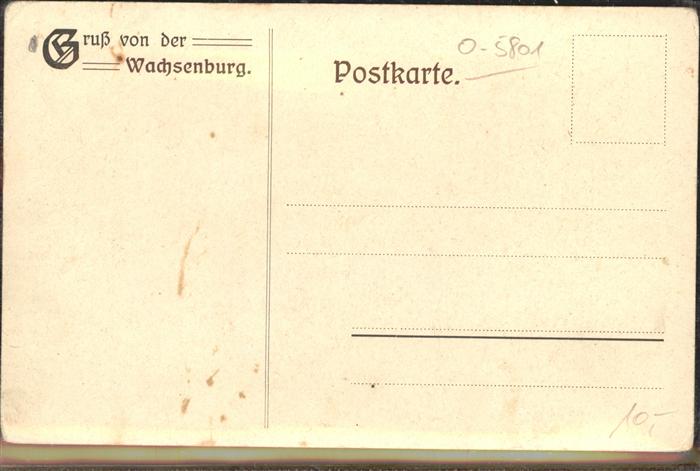 Gruß von der
Wachsenburg.
O-5801
Postkarte.
10,-